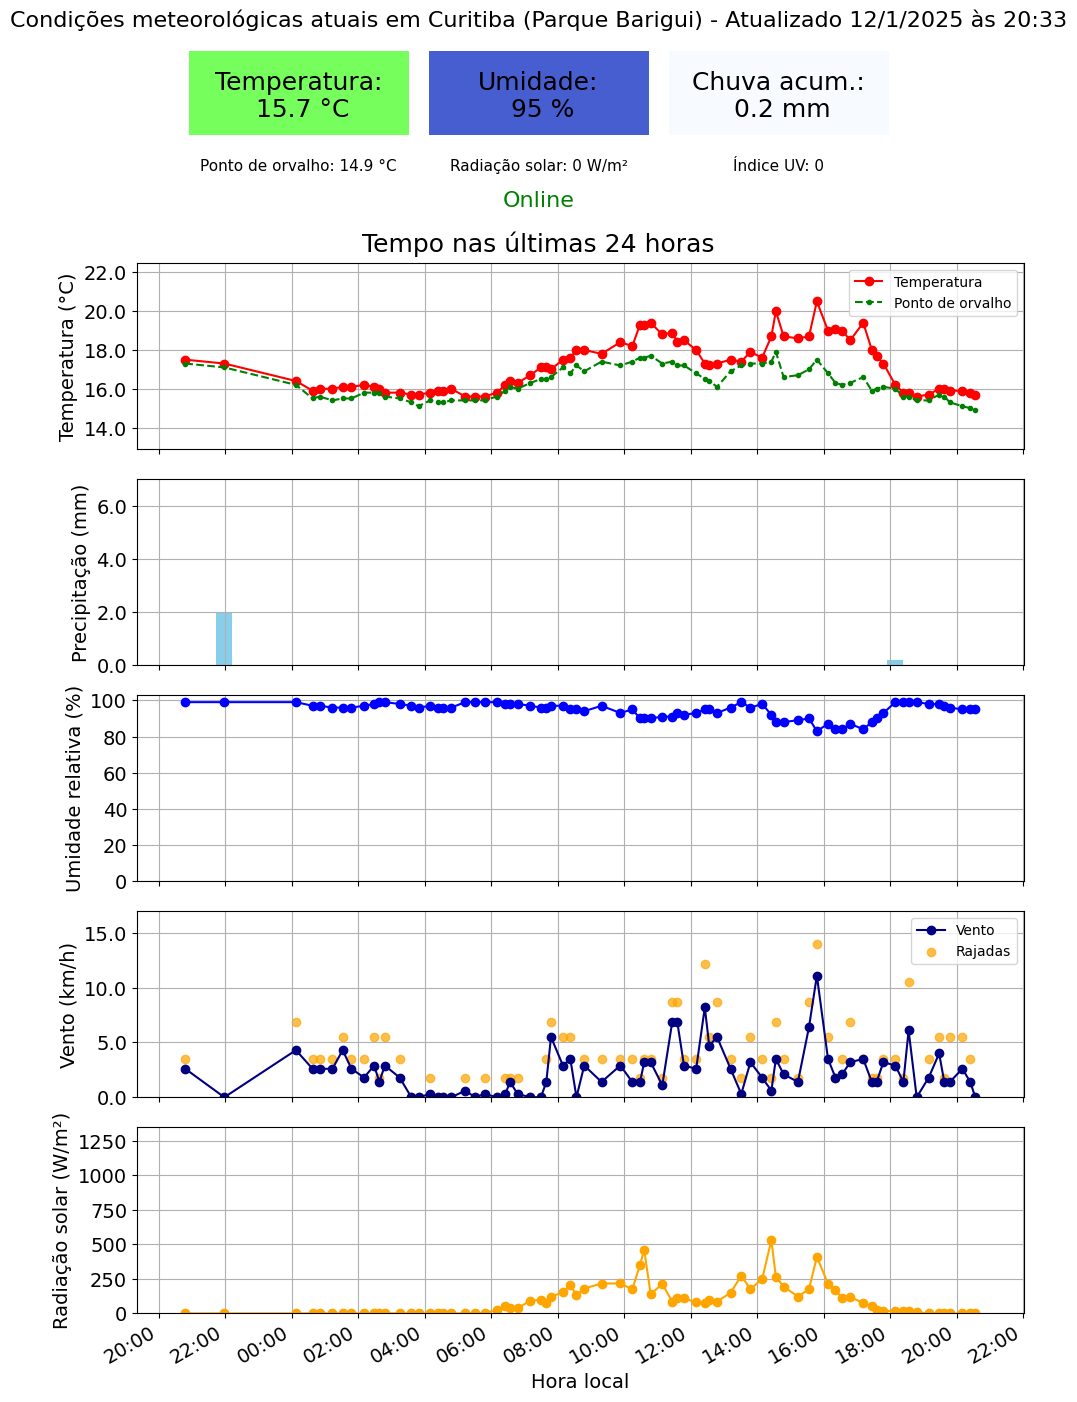 Condições meteorológicas atuais em Curitiba (Parque Barigui) - Atualizado 12/1/2025 às 20:33
Temperatura:
15.7 °C
Umidade:
95 %
Chuva acum.:
0.2 mm
Ponto de orvalho: 14.9 °C
Radiação solar: 0 W/m²
Índice UV: 0
Online
Tempo nas últimas 24 horas
Temperatura (°C)
22.0
20.0
18.0
16.0
14.0
Temperatura
Ponto de orvalho
Precipitação (mm)
6.0
4.0
2.0
0.0
Umidade relativa (%)
100
80
60
40
20
0
Vento (km/h)
15.0
10.0
5.0
0.0
Vento
Rajadas
Radiação solar (W/m²)
1250
1000
750
500
250
0
20:00 22:00 00:00 02:00 04:00 06:00 08:00 10:00 12:00 14:00 16:00 18:00 20:00 22:00
Hora local